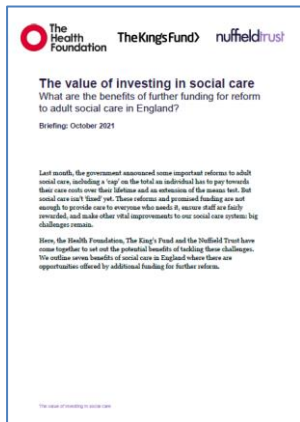 The
Health
Foundation
TheKingsFund>
nuffieldtrust
The value of investing in social care
What are the benefits of further funding for reform
to adult social care in England?
Briefing: October 2021
Last month, the government announced some important reforms to adult
social care, including a 'cap' on the total an individual has to pay towards
their care costs over their lifetime and an extension of the means test. But
social care isn't 'fixed' yet. These reforms and promised funding are not
enough to provide care to everyone who needs it, ensure staff are fairly
rewarded, and make other vital improvements to our social care system: big
challenges remain.
Here, the Health Foundation, The King's Fund and the Nuffield Trust have
come together to set out the potential benefits of tackling these challenges.
We outline seven benefits of social care in England where there are
opportunities offered by additional funding for further reform.
The value of investing in social care